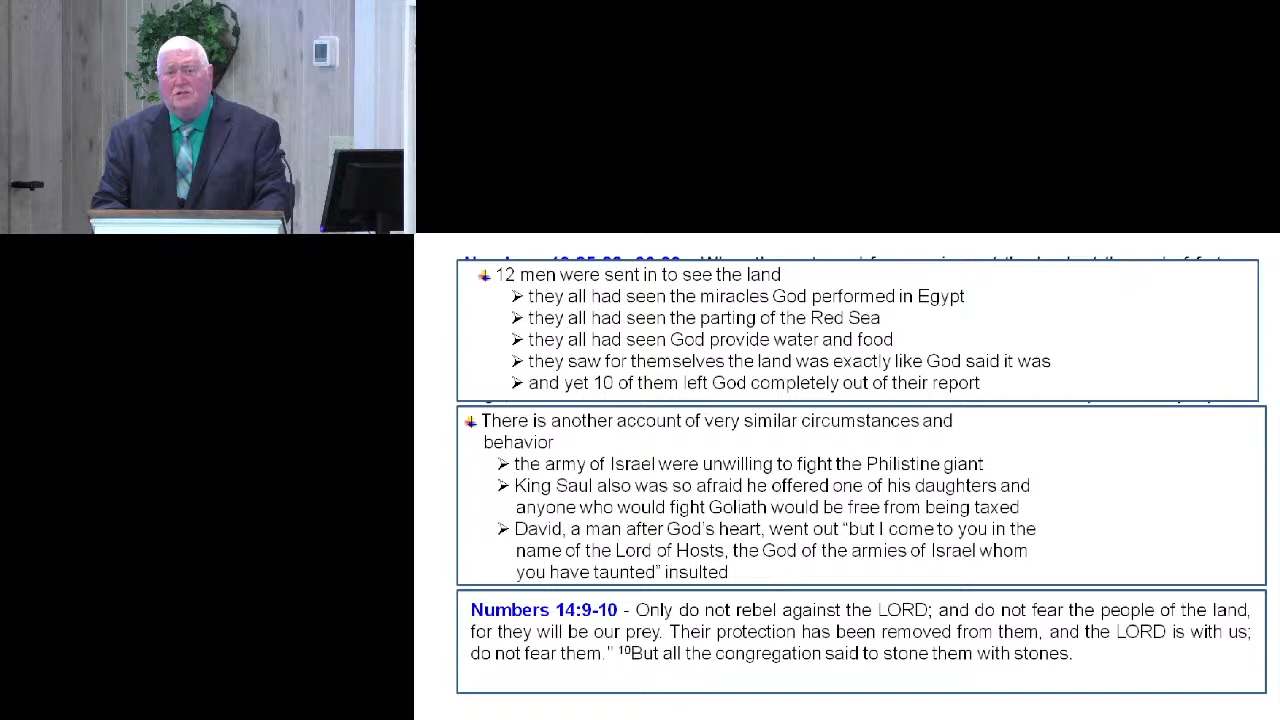 12 men were sent in to see the land
they all had seen the miracles God performed in Egypt
they all had seen the parting of the Red Sea
they all had seen God provide water and food
they saw for themselves the land was exactly like God said it was
and yet 10 of them left God completely out of their report
There is another account of very similar circumstances and
behavior
the army of Israel were unwilling to fight the Philistine giant
King Saul also was so afraid he offered one of his daughters and
anyone who would fight Goliath would be free from being taxed
David, a man after God's heart, went out “but I come to you in the
name of the Lord of Hosts, the God of the armies of Israel whom
you have taunted” insulted
Numbers 14:9-10 - Only do not rebel against the LORD; and do not fear the people of the land,
for they will be our prey. Their protection has been removed from them, and the LORD is with us;
do not fear them.” ¹⁰But all the congregation said to stone them with stones.